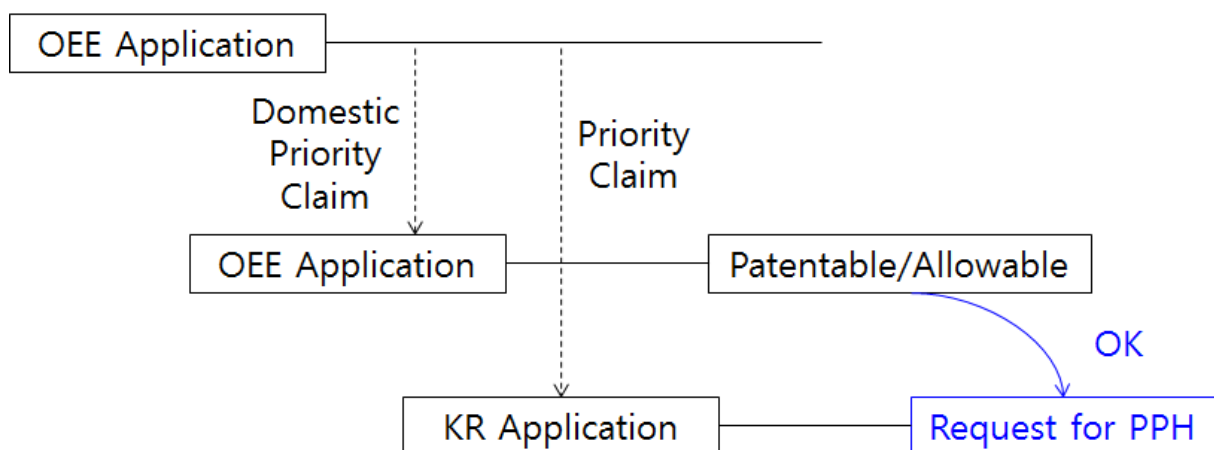 OEE Application
Domestic
Priority
Claim
Priority
Claim
OEE Application
Patentable/Allowable
OK
KR Application
Request for PPH